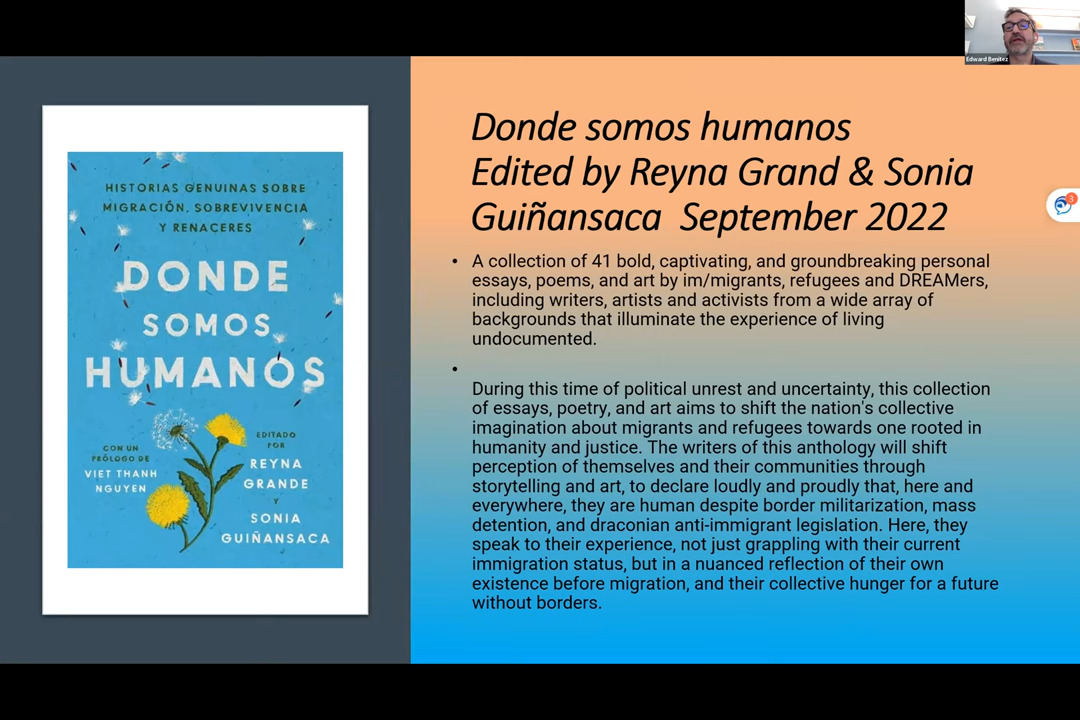 Edward Benitez
HISTORIAS GENUINAS SOBRE
MIGRACIÓN, SOBREVIVENCIA
Y RENACERES
DONDE
SOMOS
HUMANOS
CON UN
PRÓLOGO DE
VIET THANH
NGUYEN
EDITADO
POR
REYNA
GRANDE
Y
SONIA
GUIÑANSACA
Donde somos humanos
Edited by Reyna Grand & Sonia
Guiñansaca September 2022
• A collection of 41 bold, captivating, and groundbreaking personal
essays, poems, and art by im/migrants, refugees and DREAMers,
including writers, artists and activists from a wide array of
backgrounds that illuminate the experience of living
undocumented.
•
During this time of political unrest and uncertainty, this collection
of essays, poetry, and art aims to shift the nation's collective
imagination about migrants and refugees towards one rooted in
humanity and justice. The writers of this anthology will shift
perception of themselves and their communities through
storytelling and art, to declare loudly and proudly that, here and
everywhere, they are human despite border militarization, mass
detention, and draconian anti-immigrant legislation. Here, they
speak to their experience, not just grappling with their current
immigration status, but in a nuanced reflection of their own
existence before migration, and their collective hunger for a future
without borders.
3